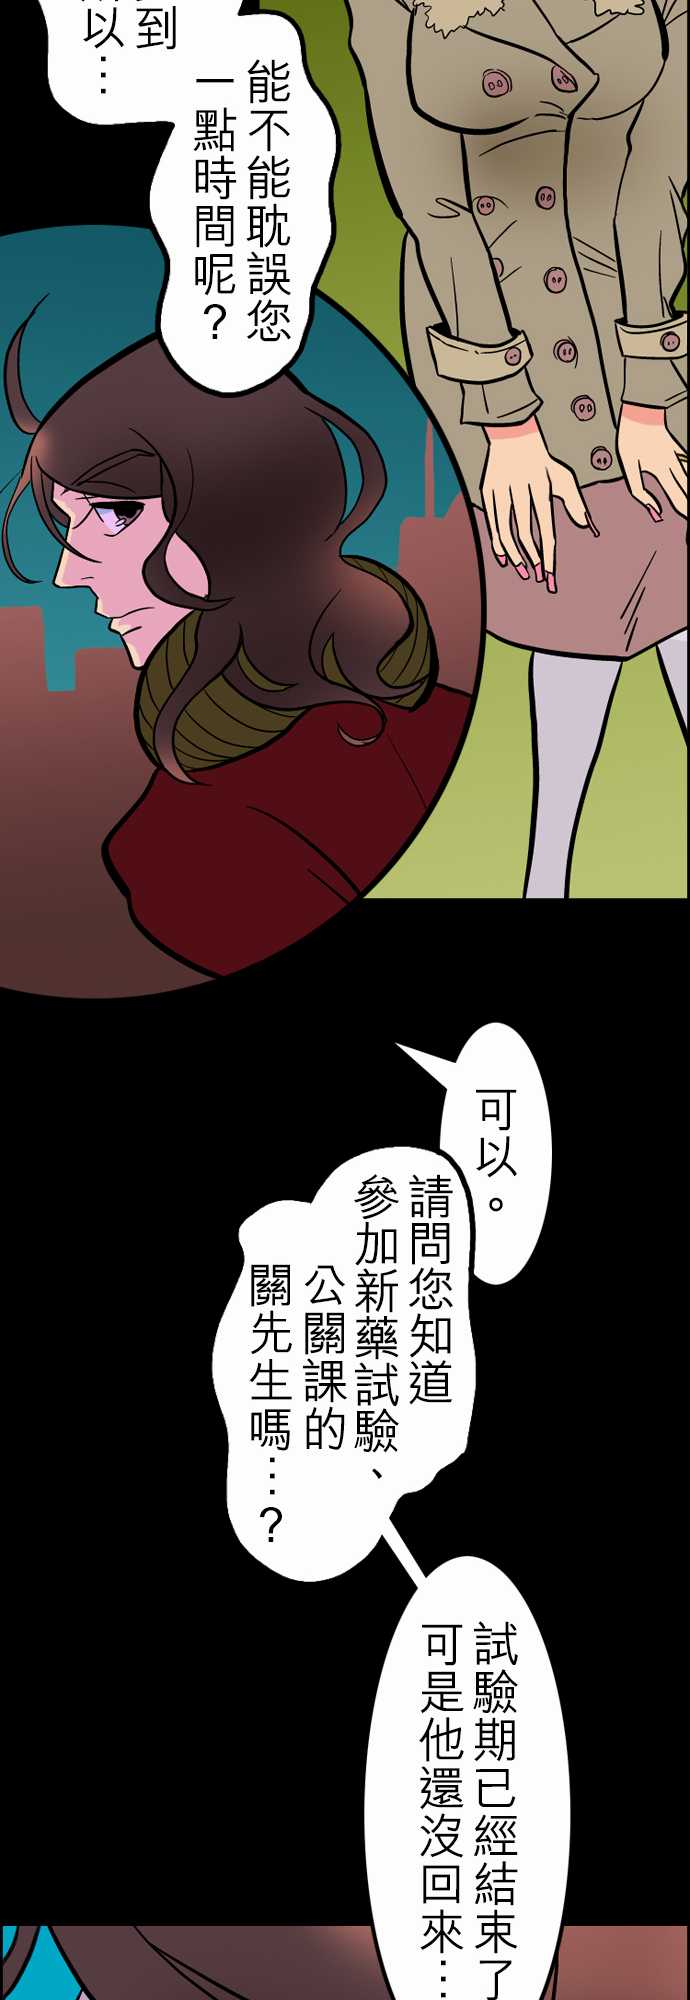 到
以…
能不能耽誤您
一點時間呢？
可以。
請問您知道
參加新藥試驗、
公關課的
關先生嗎…？
試驗期已經結束了
可是他還沒回來…